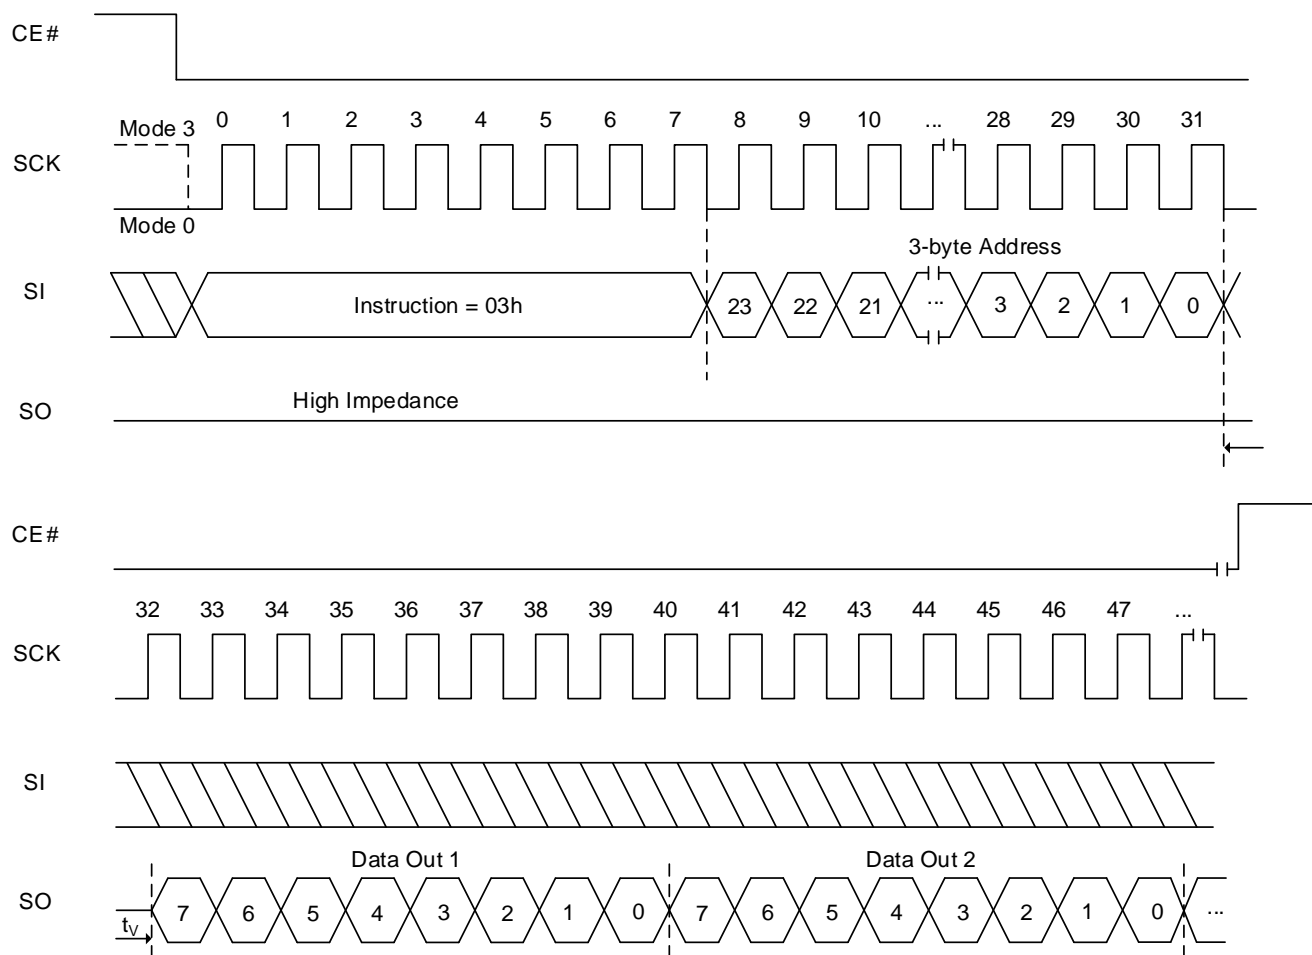 CE#
Mode 3 0 1 2 3 4 5 6 7 8 9 10 ... 28 29 30 31
SCK
Mode 0
3-byte Address
SI Instruction = 03h 23 22 21 ... 3 2 1 0
High Impedance
SO
CE#
32 33 34 35 36 37 38 39 40 41 42 43 44 45 46 47 ...
SCK
SI
Data Out 1 Data Out 2
SO 7 6 5 4 3 2 1 0 7 6 5 4 3 2 1 0 ...
tV